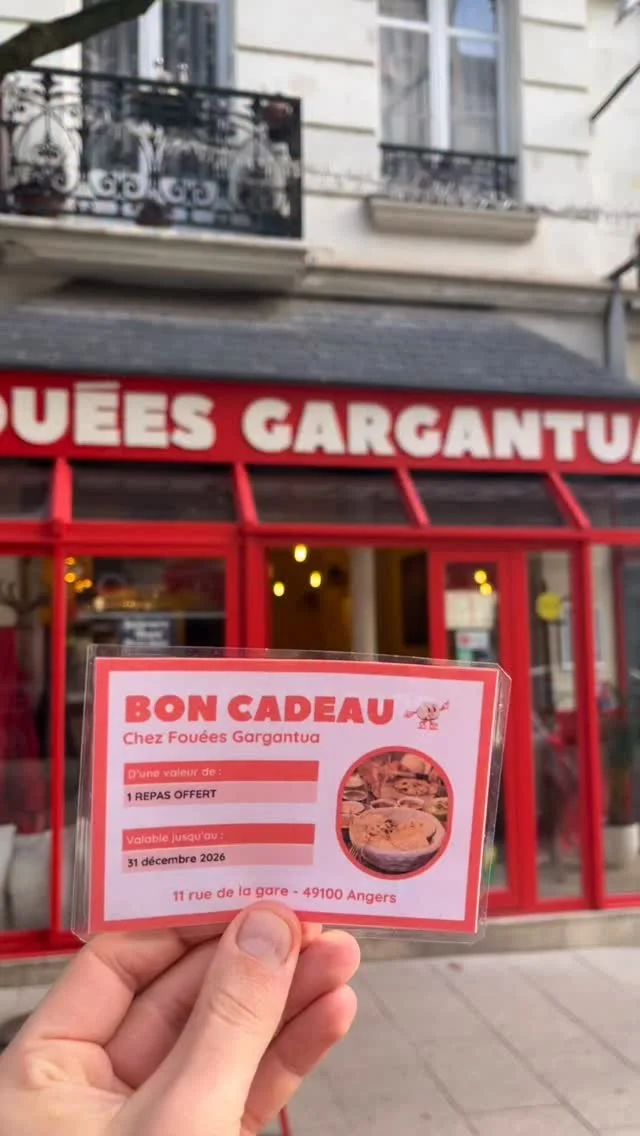 OUÉES GARGANTUA
BON CADEAU
Chez Fouées Gargantua
D'une valeur de :
1 REPAS OFFERT
Valable jusqu'au :
31 décembre 2026
11 rue de la gare - 49100 Angers